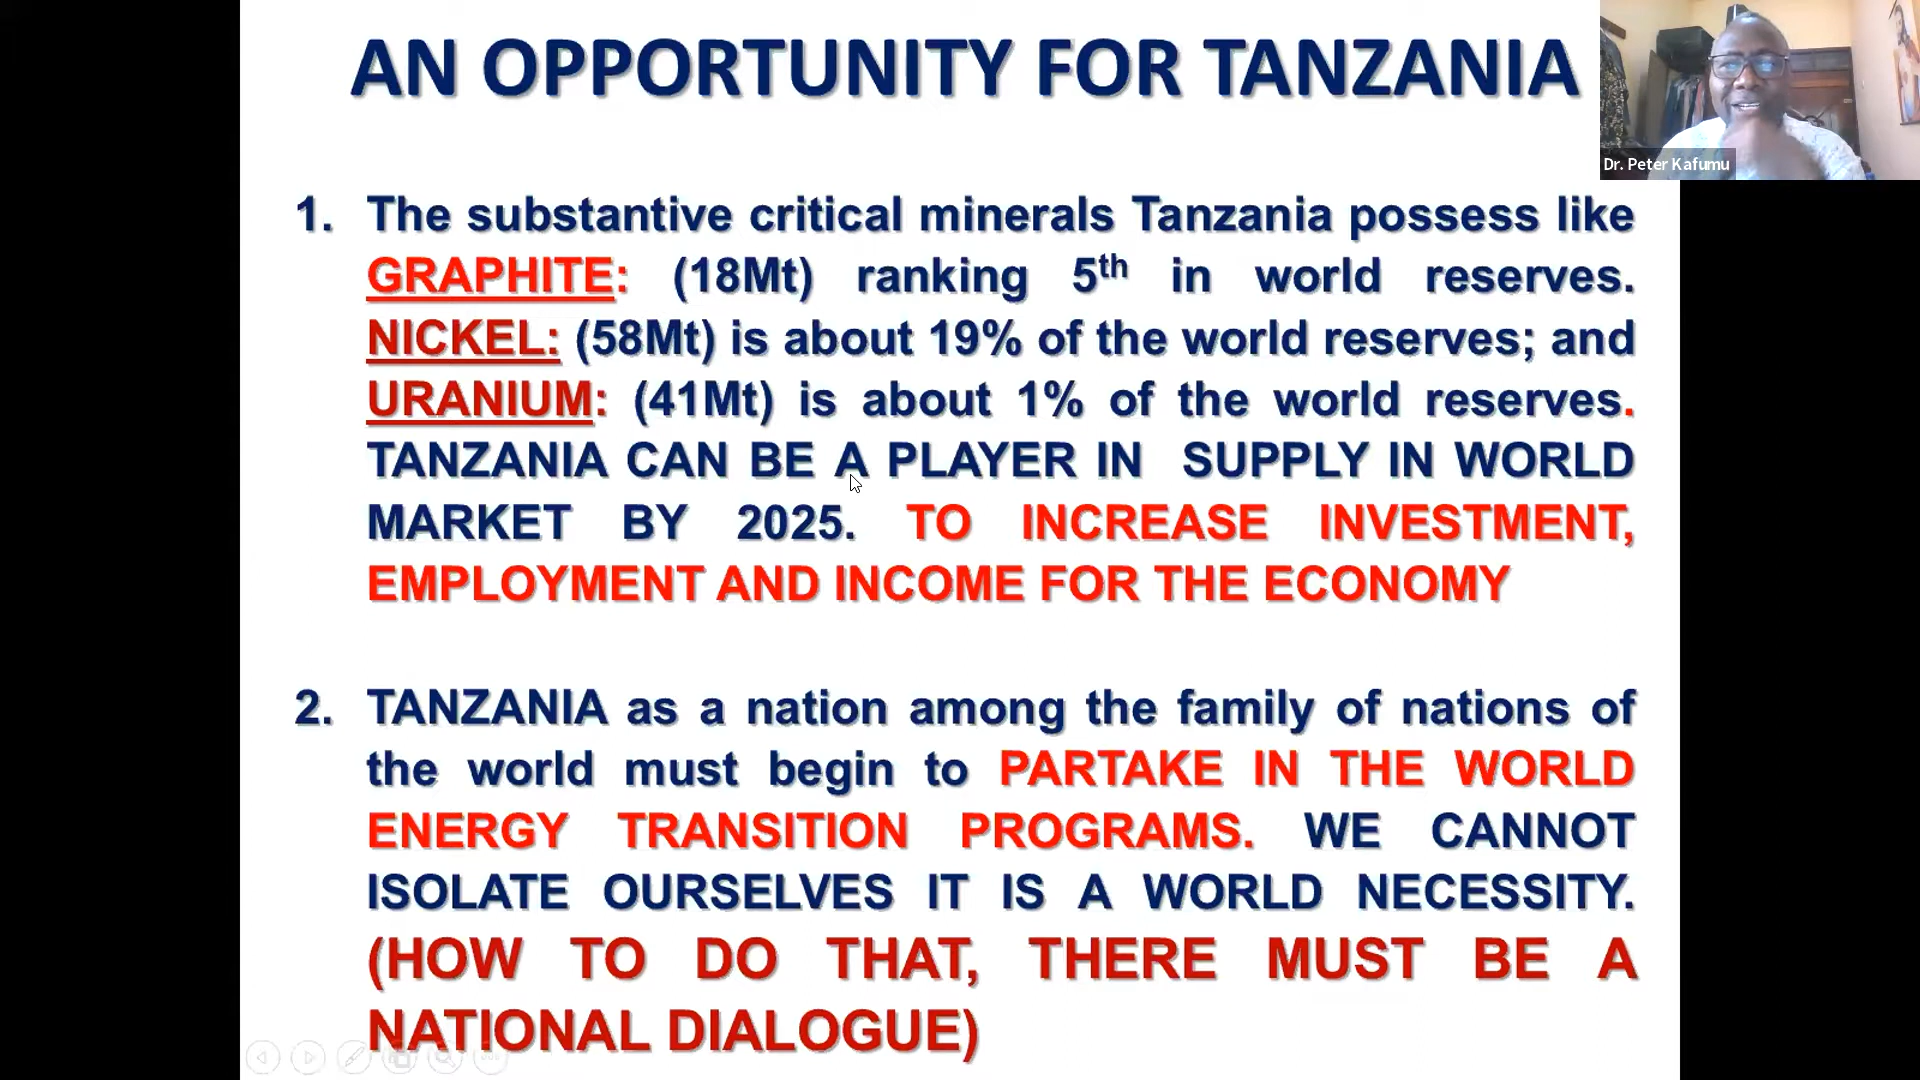 AN OPPORTUNITY FOR TANZANIA
Dr. Peter Kafumu
1. The substantive critical minerals Tanzania possess like
GRAPHITE: (18Mt) ranking 5th in world reserves.
NICKEL: (58Mt) is about 19% of the world reserves; and
URANIUM: (41Mt) is about 1% of the world reserves.
TANZANIA CAN BE A PLAYER IN SUPPLY IN WORLD
MARKET BY 2025. TO INCREASE INVESTMENT,
EMPLOYMENT AND INCOME FOR THE ECONOMY
2. TANZANIA as a nation among the family of nations of
the world must begin to PARTAKE IN THE WORLD
ENERGY TRANSITION PROGRAMS. WE CANNOT
ISOLATE OURSELVES IT IS A WORLD NECESSITY.
(HOW TO DO THAT, THERE MUST BE A
NATIONAL DIALOGUE)